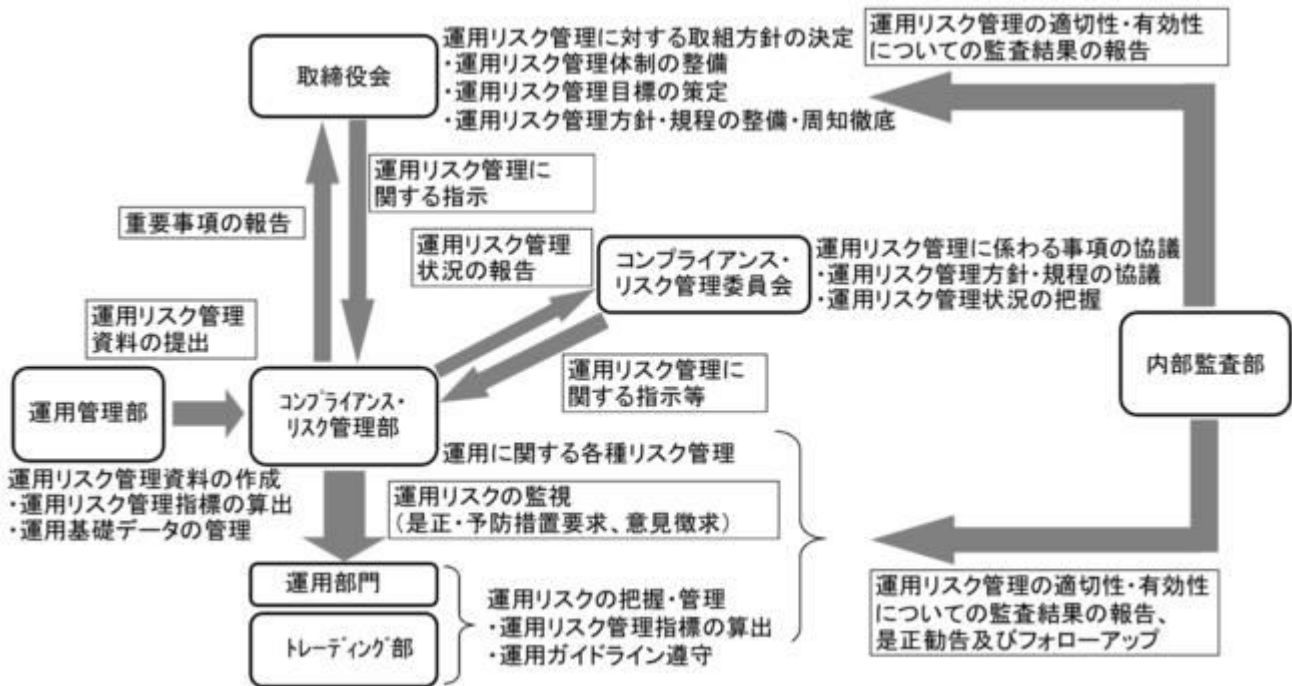 取締役会
運用リスク管理に対する取組方針の決定
・運用リスク管理体制の整備
・運用リスク管理目標の策定
・運用リスク管理方針・規程の整備・周知徹底
運用リスク管理の適切性・有効性
についての監査結果の報告
運用リスク管理に
関する指示
重要事項の報告
運用リスク管理
状況の報告
コンプライアンス・
リスク管理委員会
運用リスク管理に係わる事項の協議
・運用リスク管理方針・規程の協議
・運用リスク管理状況の把握
運用リスク管理
資料の提出
内部監査部
運用リスク管理に
関する指示等
運用管理部
コンプライアンス・
リスク管理部
運用に関する各種リスク管理
運用リスク管理資料の作成
・運用リスク管理指標の算出
・運用基礎データの管理
運用リスクの監視
（是正・予防措置要求、意見徴求）
運用部門
トレーディング部
運用リスクの把握・管理
・運用リスク管理指標の算出
・運用ガイドライン遵守
運用リスク管理の適切性・有効性
についての監査結果の報告、
是正勧告及びフォローアップ